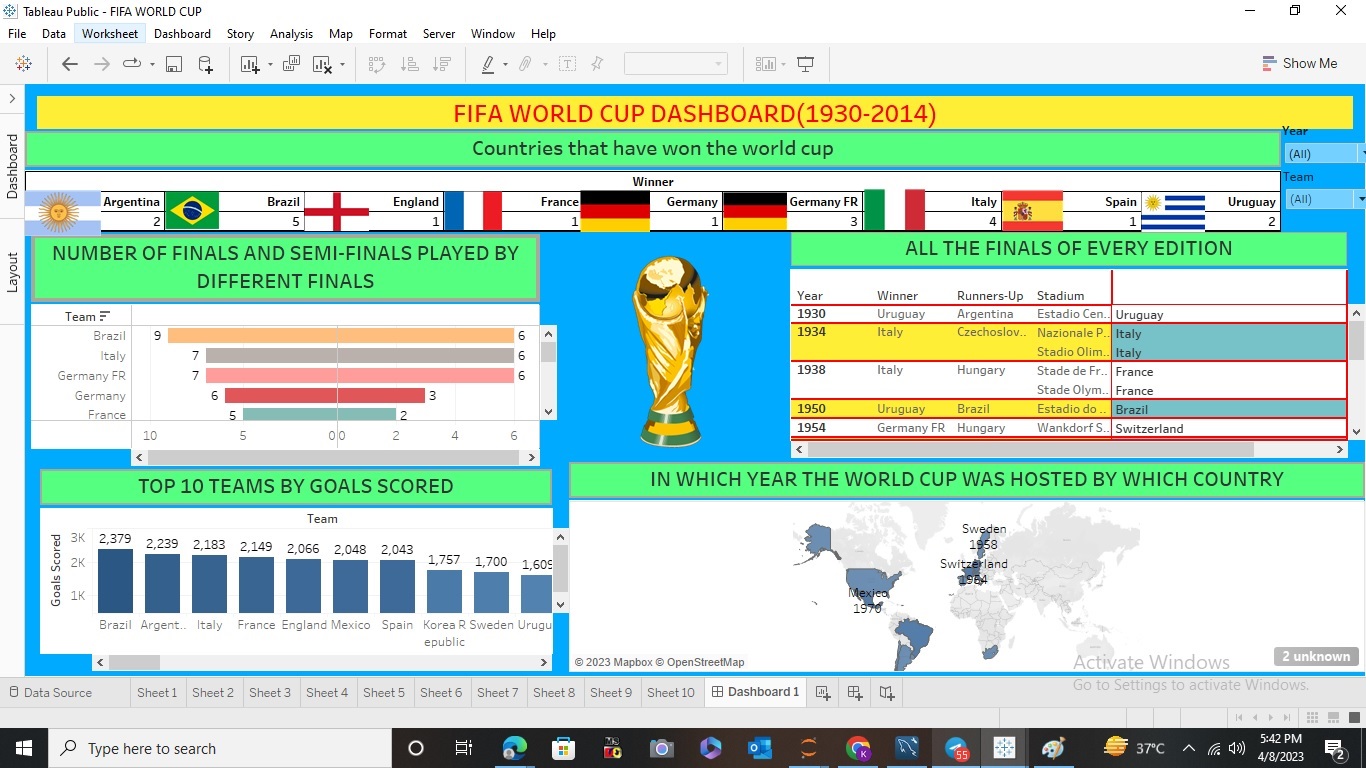 Tableau Public - FIFA WORLD CUP
File Data Worksheet Dashboard Story Analysis Map Format Server Window Help
Show Me
Dashboard
Layout
FIFA WORLD CUP DASHBOARD(1930-2014)
Countries that have won the world cup
Year
(All)
Team
(All)
Winner
Argentina Brazil England France Germany Germany FR Italy Spain Uruguay
2 5 1 1 1 3 4 1 2
NUMBER OF FINALS AND SEMI-FINALS PLAYED BY
DIFFERENT FINALS
Team
Brazil 9 6
Italy 7 6
Germany FR 7 6
Germany 6 3
France 5 2
10 5 0 0 2 4 6
ALL THE FINALS OF EVERY EDITION
Year Winner Runners-Up Stadium
1930 Uruguay Argentina Estadio Cen.. Uruguay
1934 Italy Czechoslov.. Nazionale P.. Italy
Stadio Olim.. Italy
1938 Italy Hungary Stade de Fr.. France
Stade Olym.. France
1950 Uruguay Brazil Estadio do .. Brazil
1954 Germany FR Hungary Wankdorf S.. Switzerland
TOP 10 TEAMS BY GOALS SCORED
Team
Goals Scored
3K
2K
1K
2,379 2,239 2,183 2,149 2,066 2,048 2,043 1,757 1,700 1,609
Brazil Argent.. Italy France England Mexico Spain Korea R Sweden Urugu
epublic
IN WHICH YEAR THE WORLD CUP WAS HOSTED BY WHICH COUNTRY
Sweden
1958
Switzerland
1954
Mexico
1970
© 2023 Mapbox © OpenStreetMap
2 unknown
Activate Windows
Go to Settings to activate Windows.
Data Source Sheet 1 Sheet 2 Sheet 3 Sheet 4 Sheet 5 Sheet 6 Sheet 7 Sheet 8 Sheet 9 Sheet 10 Dashboard 1
Type here to search
55
37°C
5:42 PM
4/8/2023
2